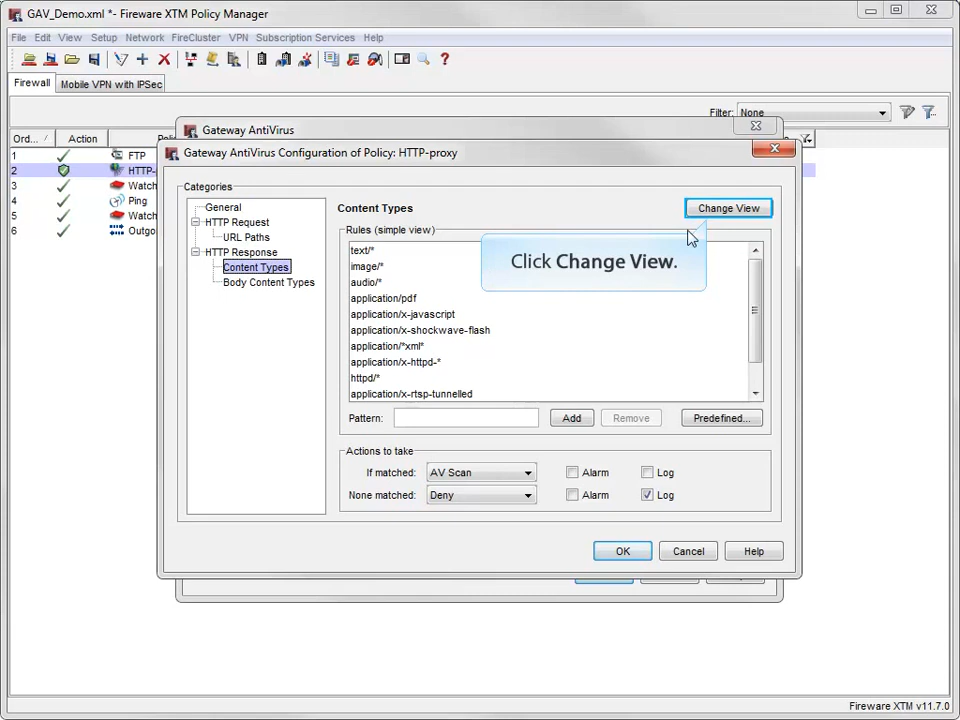 GAV_Demo.xml *- Fireware XTM Policy Manager
File Edit View Setup Network FireCluster VPN Subscription Services Help
Firewall Mobile VPN with IPSec
Filter: None
Ord... / Action
Gateway AntiVirus
1 FTP
Gateway AntiVirus Configuration of Policy: HTTP-proxy
2 HTTP-
3 Watch
4 Ping
5 Watch
6 Outgo
Categories
General
HTTP Request
URL Paths
HTTP Response
Content Types
Body Content Types
Content Types
Change View
Rules (simple view)
Click Change View.
text/*
image/*
audio/*
application/pdf
application/x-javascript
application/x-shockwave-flash
application/*xml*
application/x-httpd-*
httpd/*
application/x-rtsp-tunnelled
Pattern: Add Remove Predefined...
Actions to take
If matched: AV Scan Alarm Log
None matched: Deny Alarm Log
OK Cancel Help
Fireware XTM v11.7.0